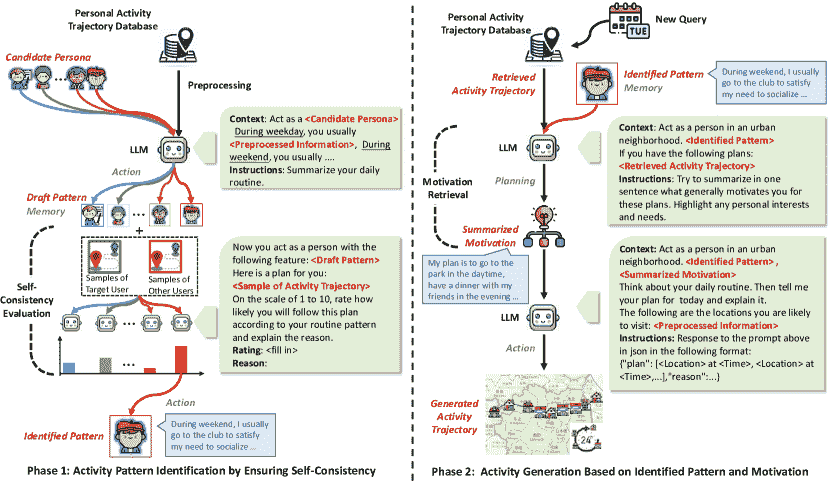 Personal Activity
Trajectory Database
Candidate Persona
Preprocessing
LLM
Context: Act as a <Candidate Persona>
During weekday, you usually
<Preprocessed Information>, During
weekend, you usually ....
Instructions: Summarize your daily
routine.
Action
Draft Pattern
Memory
+
Samples of
Target User
Samples of
Other Users
Self-
Consistency
Evaluation
Now you act as a person with the
following feature: <Draft Pattern>
Here is a plan for you:
<Sample of Activity Trajectory>
On the scale of 1 to 10, rate how
likely you will follow this plan
according to your routine pattern
and explain the reason.
Rating: <fill in>
Reason:
Action
Identified Pattern
During weekend, I usually
go to the club to satisfy
my need to socialize ...
Phase 1: Activity Pattern Identification by Ensuring Self-Consistency
Personal Activity
Trajectory Database
TUE
New Query
Retrieved
Activity Trajectory
Identified Pattern
Memory
During weekend, I usually
go to the club to satisfy
my need to socialize ...
LLM
Context: Act as a person in an urban
neighborhood. <Identified Pattern>
If you have the following plans:
<Retrieved Activity Trajectory>
Instructions: Try to summarize in one
sentence what generally motivates you for
these plans. Highlight any personal interests
and needs.
Motivation
Retrieval
Planning
Summarized
Motivation
My plan is to go to the
park in the daytime,
have a dinner with my
friends in the evening ...
LLM
Context: Act as a person in an urban
neighborhood. <Identified Pattern> ,
<Summarized Motivation>
Think about your daily routine. Then tell me
your plan for today and explain it.
The following are the locations you are
likely to visit: <Preprocessed Information>
Instructions: Response to the prompt above
in json in the following format:
{"plan": [<Location> at <Time>, <Location> at
<Time>,...],"reason":...}
Action
Generated
Activity
Trajectory
24
Phase 2: Activity Generation Based on Identified Pattern and Motivation